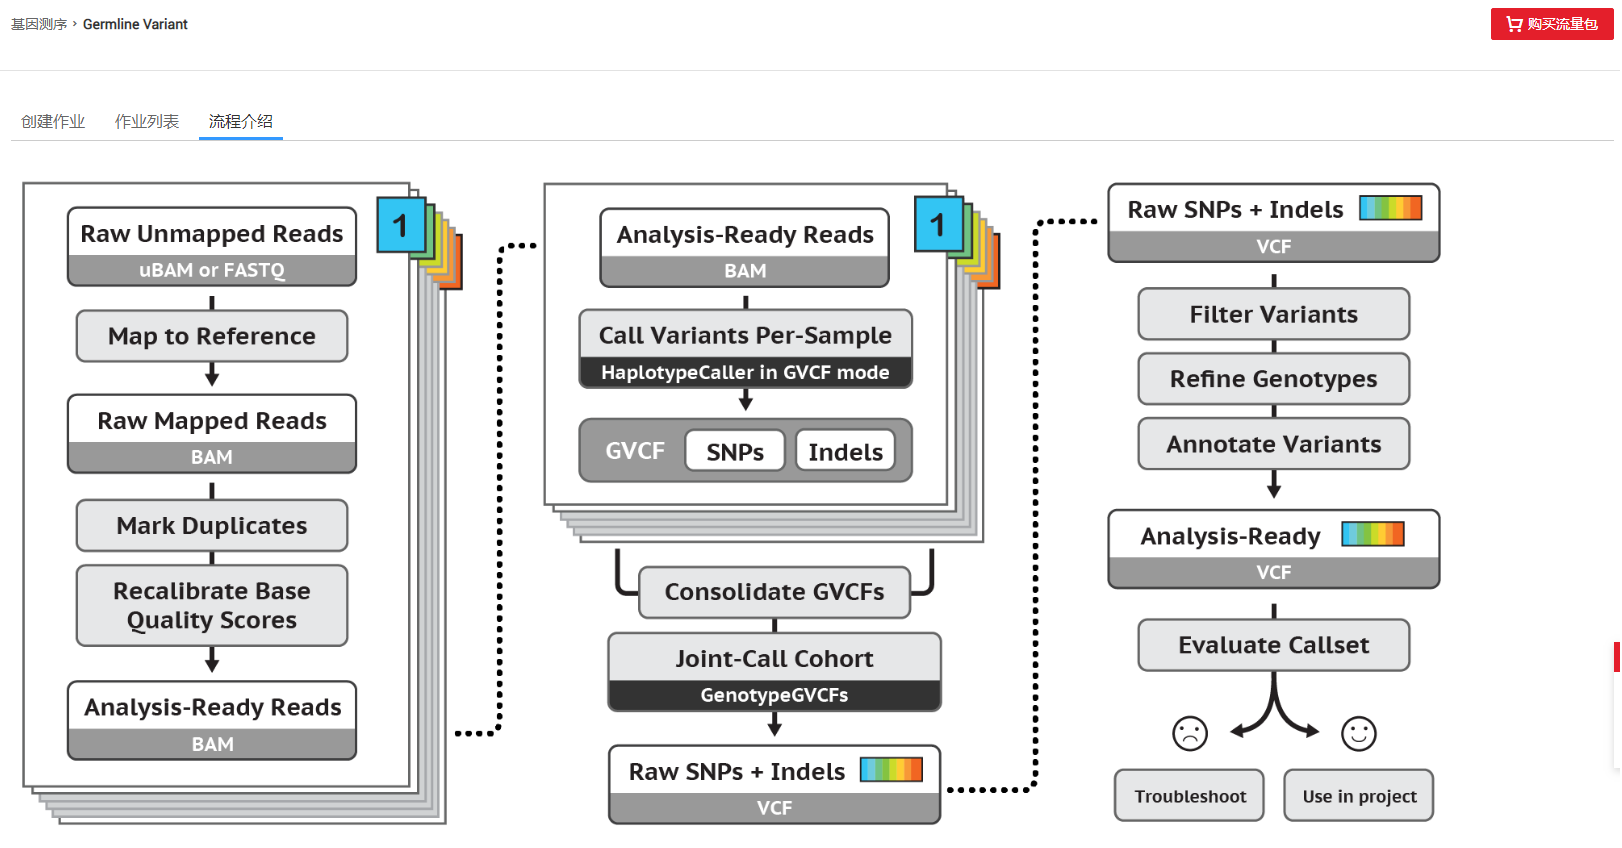 基因测序 > Germline Variant
购买流量包
创建作业
作业列表
流程介绍
1
Raw Unmapped Reads
uBAM or FASTQ
Map to Reference
Raw Mapped Reads
BAM
Mark Duplicates
Recalibrate Base
Quality Scores
Analysis-Ready Reads
BAM
1
Analysis-Ready Reads
BAM
Call Variants Per-Sample
HaplotypeCaller in GVCF mode
GVCF
SNPs
Indels
Consolidate GVCFs
Joint-Call Cohort
GenotypeGVCFs
Raw SNPs + Indels
VCF
Raw SNPs + Indels
VCF
Filter Variants
Refine Genotypes
Annotate Variants
Analysis-Ready
VCF
Evaluate Callset
Troubleshoot
Use in project